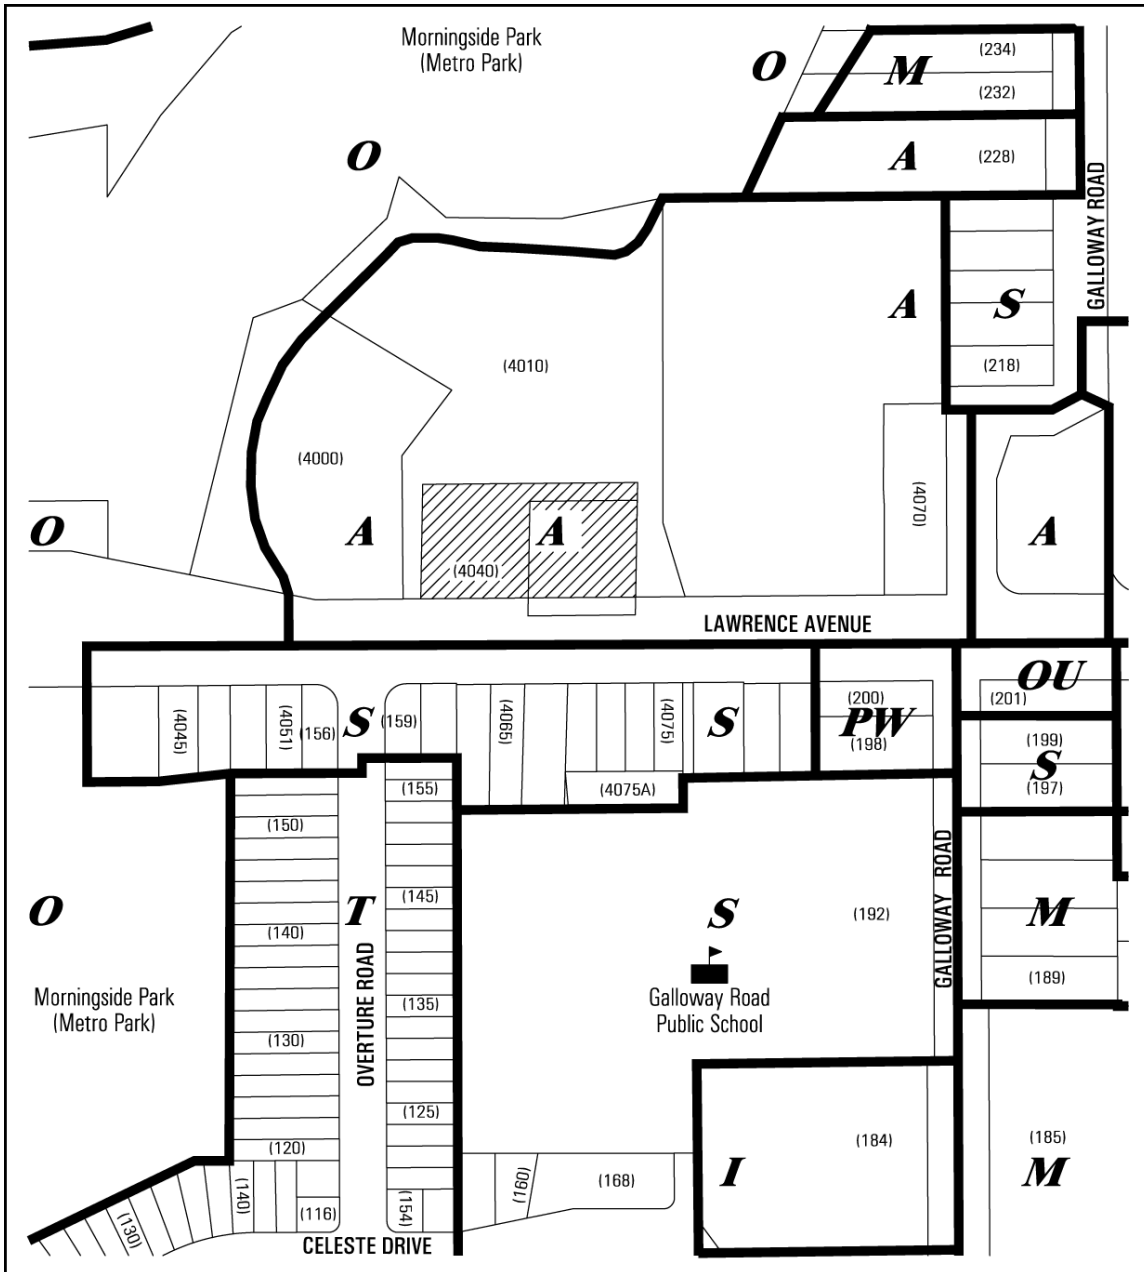 Morningside Park
(Metro Park)
O
M
(234)
(232)
O
A
(228)
GALLOWAY ROAD
A
S
(218)
(4010)
(4000)
(4070)
O
A
A
A
(4040)
LAWRENCE AVENUE
OU
(201)
(200)
PW
(198)
(4045)
(4051)
(156)
S
(159)
(4065)
(4075)
S
(199)
S
(197)
(155)
(4075A)
(150)
GALLOWAY ROAD
O
T
(145)
S
(192)
M
(140)
OVERTURE ROAD
(189)
Morningside Park
(Metro Park)
(135)
Galloway Road
Public School
(130)
(125)
(120)
(184)
(185)
I
M
(140)
(160)
(168)
(130)
(116)
(154)
CELESTE DRIVE